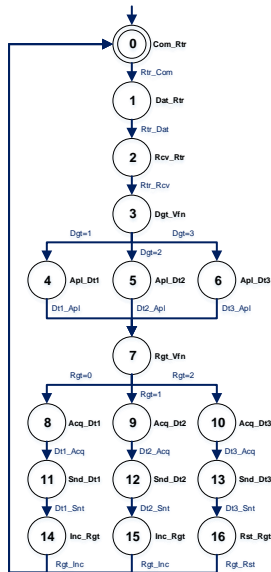 0 Com_Rtr
Rtr_Com
1 Dat_Rtr
Rtr_Dat
2 Rcv_Rtr
Rtr_Rcv
3 Dgt_Vfn
Dgt=1 Dgt=3
Dgt=2
4 Apl_Dt1 5 Apl_Dt2 6 Apl_Dt3
Dt1_Apl Dt2_Apl Dt3_Apl
7 Rgt_Vfn
Rgt=0 Rgt=2
Rgt=1
8 Acq_Dt1 9 Acq_Dt2 10 Acq_Dt3
Dt1_Acq Dt2_Acq Dt3_Acq
11 Snd_Dt1 12 Snd_Dt2 13 Snd_Dt3
Dt1_Snt Dt2_Snt Dt3_Snt
14 Inc_Rgt 15 Inc_Rgt 16 Rst_Rgt
Rgt_Inc Rgt_Inc Rgt_Rst